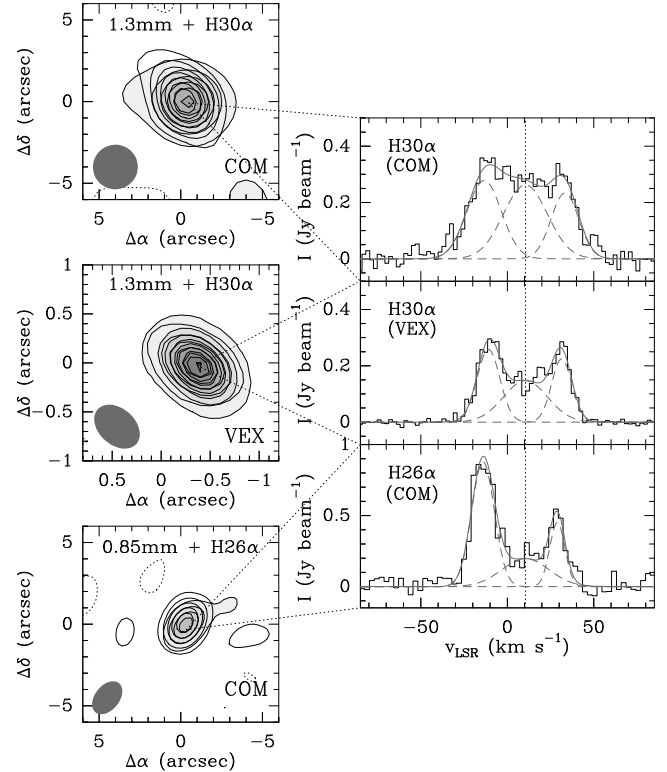 1.3mm + H30α
COM
Δδ (arcsec)
5
0
−5
5
0
−5
Δα (arcsec)
1.3mm + H30α
VEX
Δδ (arcsec)
1
0.5
0
−0.5
−1
0.5
0
−0.5
−1
Δα (arcsec)
0.85mm + H26α
COM
Δδ (arcsec)
5
0
−5
5
0
−5
Δα (arcsec)
H30α
(COM)
I (Jy beam⁻¹)
0.4
0.2
0
H30α
(VEX)
I (Jy beam⁻¹)
0.4
0.2
0
H26α
(COM)
I (Jy beam⁻¹)
1
0.5
0
−50
0
50
v_LSR (km s⁻¹)